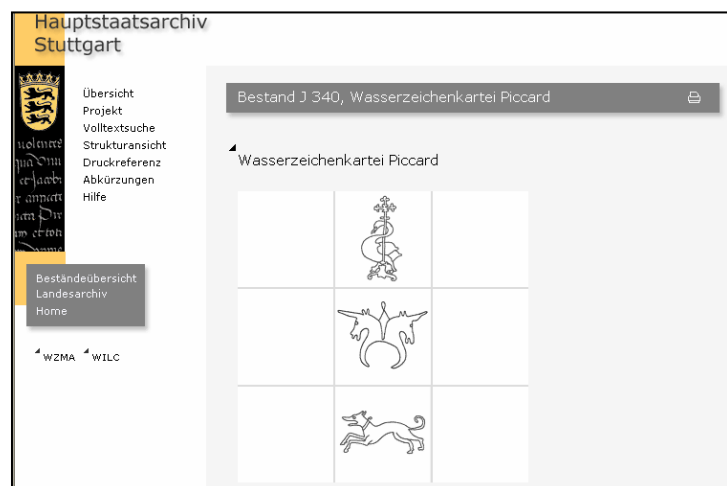 Hauptstaatsarchiv
Stuttgart
Übersicht
Projekt
Volltextsuche
Strukturansicht
Druckreferenz
Abkürzungen
Hilfe
Beständeübersicht
Landesarchiv
Home
WZMA WILC
Bestand J 340, Wasserzeichenkartei Piccard
Wasserzeichenkartei Piccard